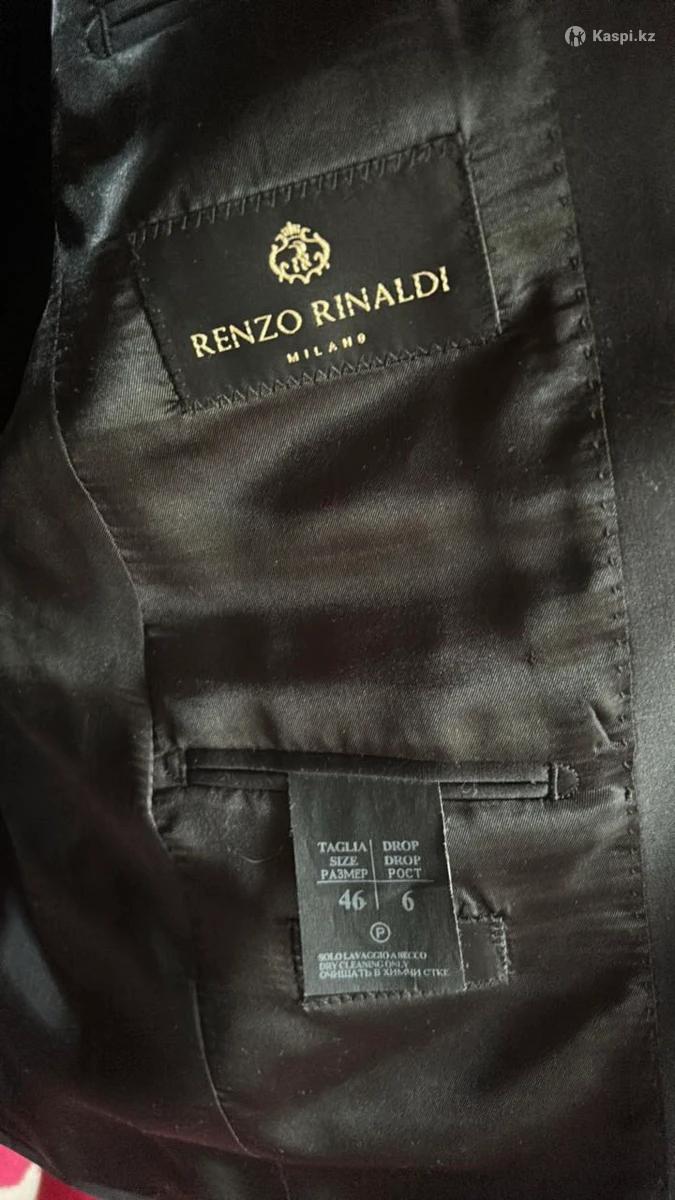 Kaspi.kz
RENZO RINALDI
MILANO
TAGLIA DROP
SIZE DROP
РАЗМЕР РОСТ
46 6
P
SOLO LAVAGGIO A SECCO
DRY CLEANING ONLY
ОЧИЩАТЬ В ХИМЧИСТКЕ